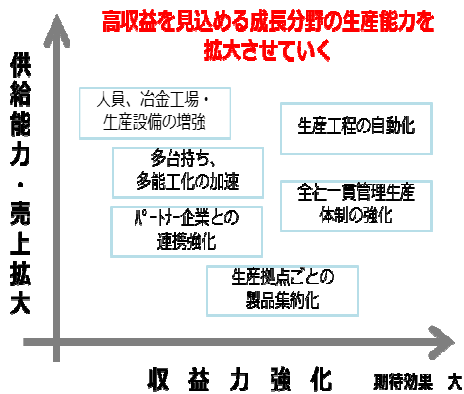 高収益を見込める成長分野の生産能力を
拡大させていく
供給能力・売上拡大
人員、冶金工場・
生産設備の増強
生産工程の自動化
多台持ち、
多能工化の加速
全社一貫管理生産
体制の強化
ﾊﾟｰﾄﾅｰ企業との
連携強化
生産拠点ごとの
製品集約化
収益力強化
期待効果 大